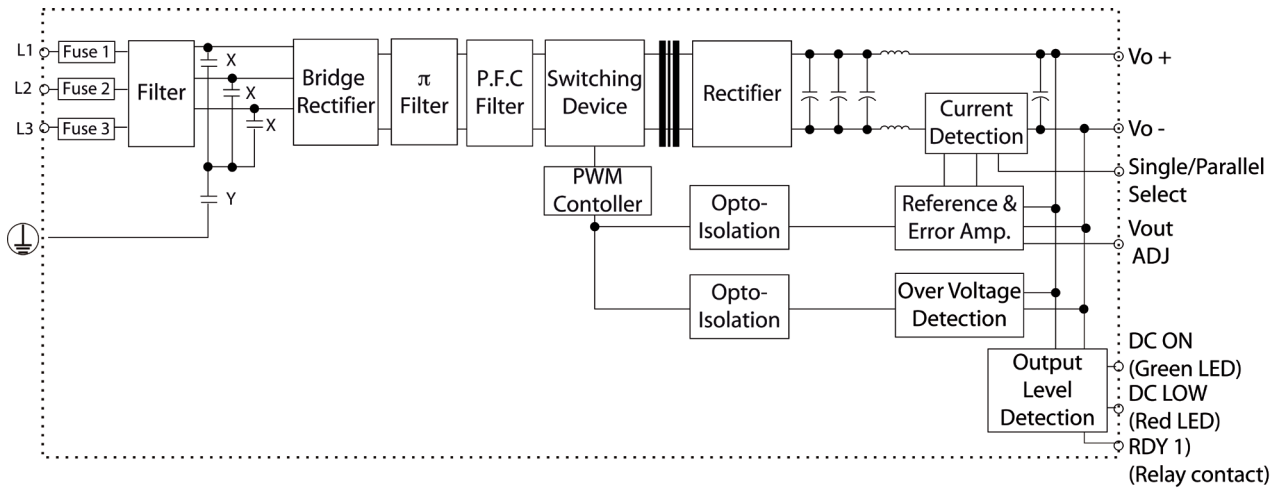 L1
Fuse 1
L2
Fuse 2
L3
Fuse 3
Filter
X
X
X
Y
Bridge
Rectifier
π
Filter
P.F.C
Filter
Switching
Device
Rectifier
PWM
Contoller
Opto-
Isolation
Opto-
Isolation
Current
Detection
Reference &
Error Amp.
Over Voltage
Detection
Output
Level
Detection
Vo +
Vo -
Single/Parallel
Select
Vout
ADJ
DC ON
(Green LED)
DC LOW
(Red LED)
RDY 1)
(Relay contact)